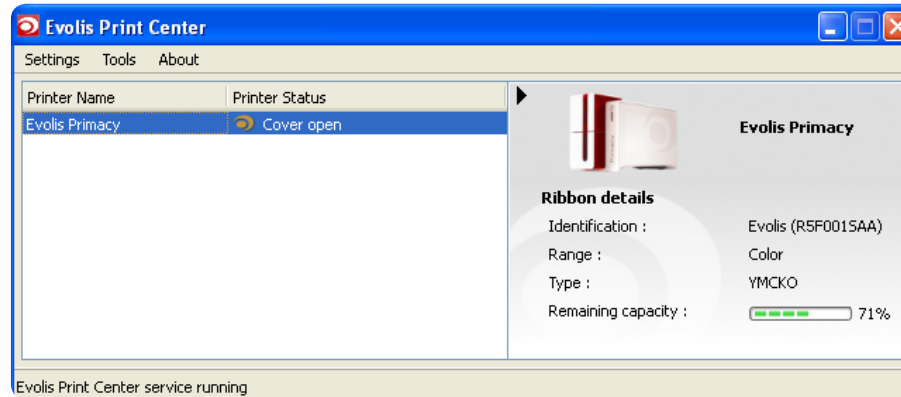 Evolis Print Center
Settings Tools About
Printer Name Printer Status
Evolis Primacy Cover open
Evolis Primacy
Ribbon details
Identification : Evolis (R5F001SAA)
Range : Color
Type : YMCKO
Remaining capacity : 71%
Evolis Print Center service running